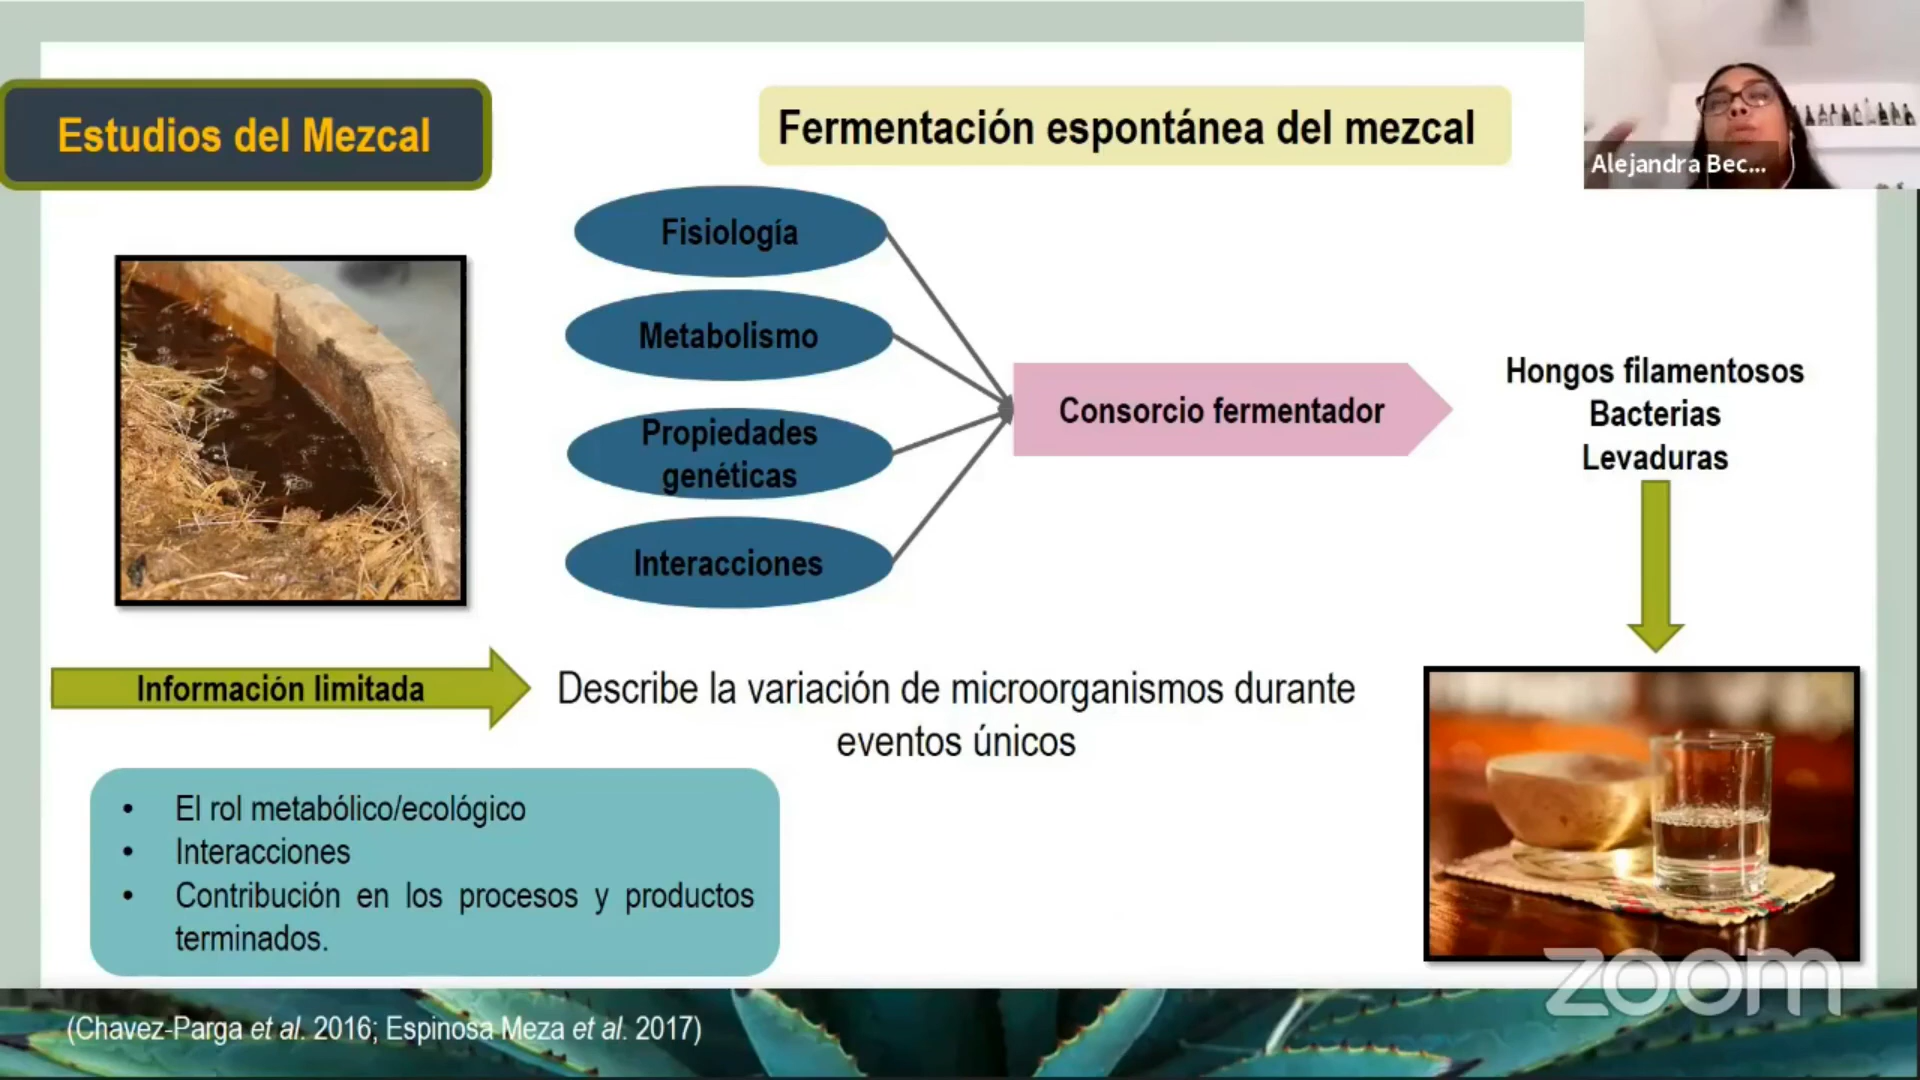 Estudios del Mezcal
Fermentación espontánea del mezcal
Alejandra Bec...
Fisiología
Metabolismo
Propiedades
genéticas
Interacciones
Consorcio fermentador
Hongos filamentosos
Bacterias
Levaduras
Información limitada
Describe la variación de microorganismos durante
eventos únicos
• El rol metabólico/ecológico
• Interacciones
• Contribución en los procesos y productos
terminados.
zoom
(Chavez-Parga et al. 2016; Espinosa Meza et al. 2017)